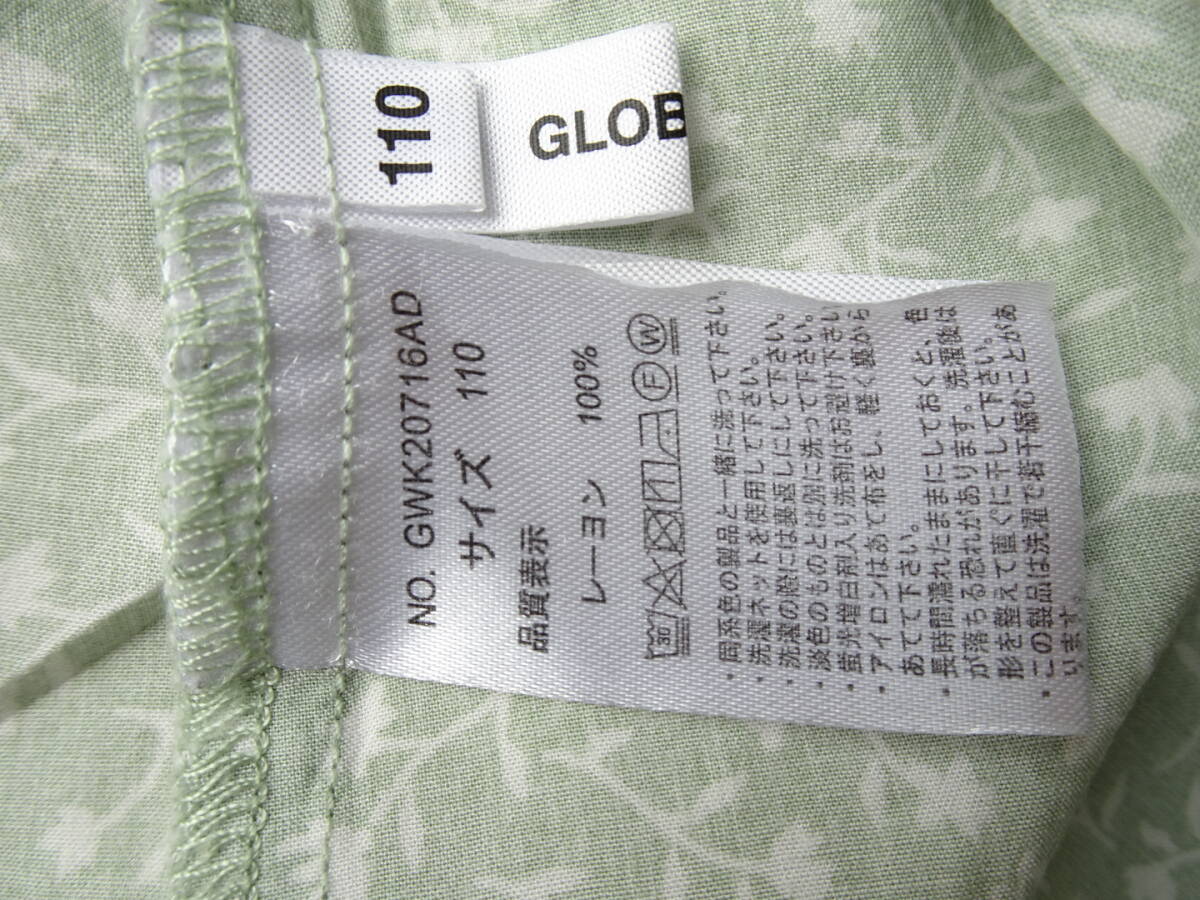 110
GLOB
NO. GWK20716AD
サイズ 110
品質表示
レーヨン 100%
30
F
W
・同系色の製品と一緒に洗って下さい。
・洗濯ネットを使用して下さい。
・洗濯の際には裏返しにして下さい。
・淡色のものとは別に洗って下さい。
・蛍光増白剤入り洗剤はお避け下さい
・アイロンはあて布をし、軽く裏から
あてて下さい。
・長時間濡れたままにしておくと、色
が落ちる恐れがあります。洗濯後は
形を整えて直ぐに干して下さい。
・この製品は洗濯で若干縮むことがあ
います。